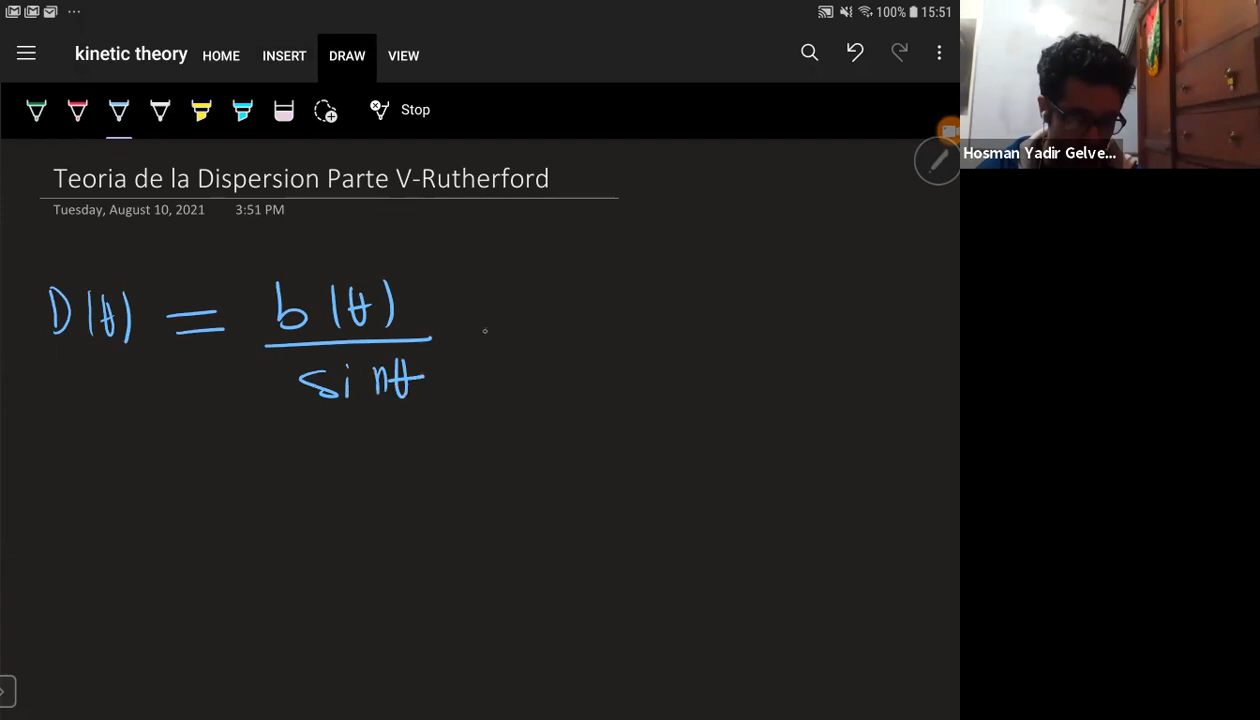 100% 15:51
kinetic theory HOME INSERT DRAW VIEW
Stop
Hosman Yadir Gelve...
Teoria de la Dispersion Parte V-Rutherford
Tuesday, August 10, 2021 3:51 PM
D(θ) = b(θ)
sinθ